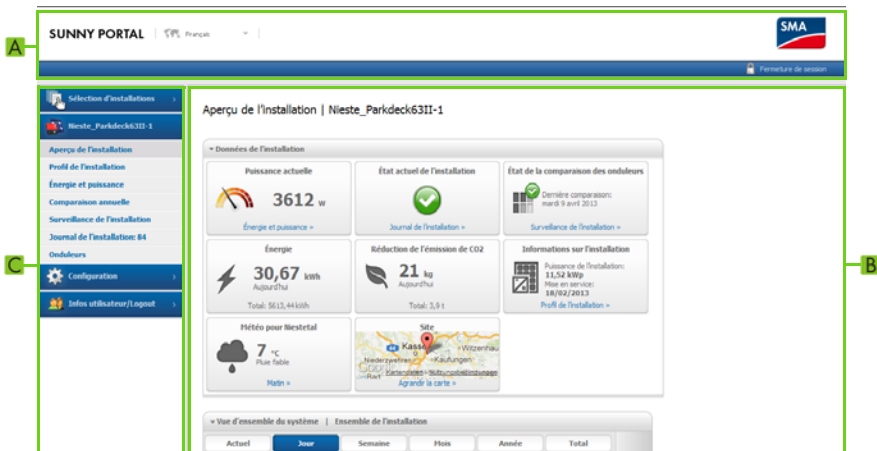 SUNNY PORTAL
Français
SMA
A
Fermeture de session
Sélection d'installations
Nieste_Parkdeck63II-1
Aperçu de l'installation
Profil de l'installation
Énergie et puissance
Comparaison annuelle
Surveillance de l'installation
Journal de l'installation: 84
Onduleurs
Configuration
Infos utilisateur/Logout
C
B
Aperçu de l'installation | Nieste_Parkdeck63II-1
Données de l'installation
Puissance actuelle
3612 w
Énergie et puissance »
État actuel de l'installation
Journal de l'installation »
État de la comparaison des onduleurs
Dernière comparaison:
mardi 9 avril 2013
Surveillance de l'installation »
Énergie
30,67 kWh
Aujourd'hui
Total: 5613,44 kWh
Réduction de l'émission de CO2
21 kg
Aujourd'hui
Total: 3,9 t
Informations sur l'installation
Puissance de l'installation:
11,52 kWp
Mise en service:
18/02/2013
Profil de l'installation »
Météo pour Niestetal
7 °C
Pluie faible
Matin »
Site
Kassel
Witzenhau
Niederzwehren
Kaufungen
Kartendaten Nutzungsbedingungen
Agrandir la carte »
Vue d'ensemble du système | Ensemble de l'installation
Actuel Jour Semaine Mois Année Total